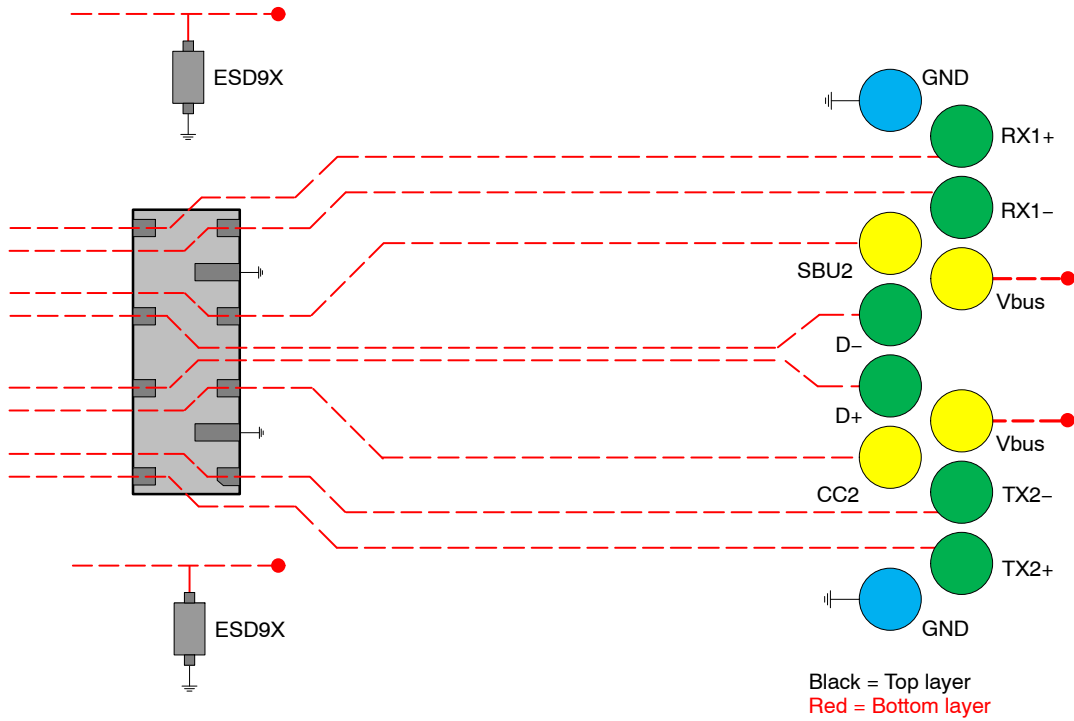 ESD9X
GND
RX1+
RX1−
SBU2
Vbus
D−
D+
Vbus
CC2
TX2−
TX2+
ESD9X
GND
Black = Top layer
Red = Bottom layer